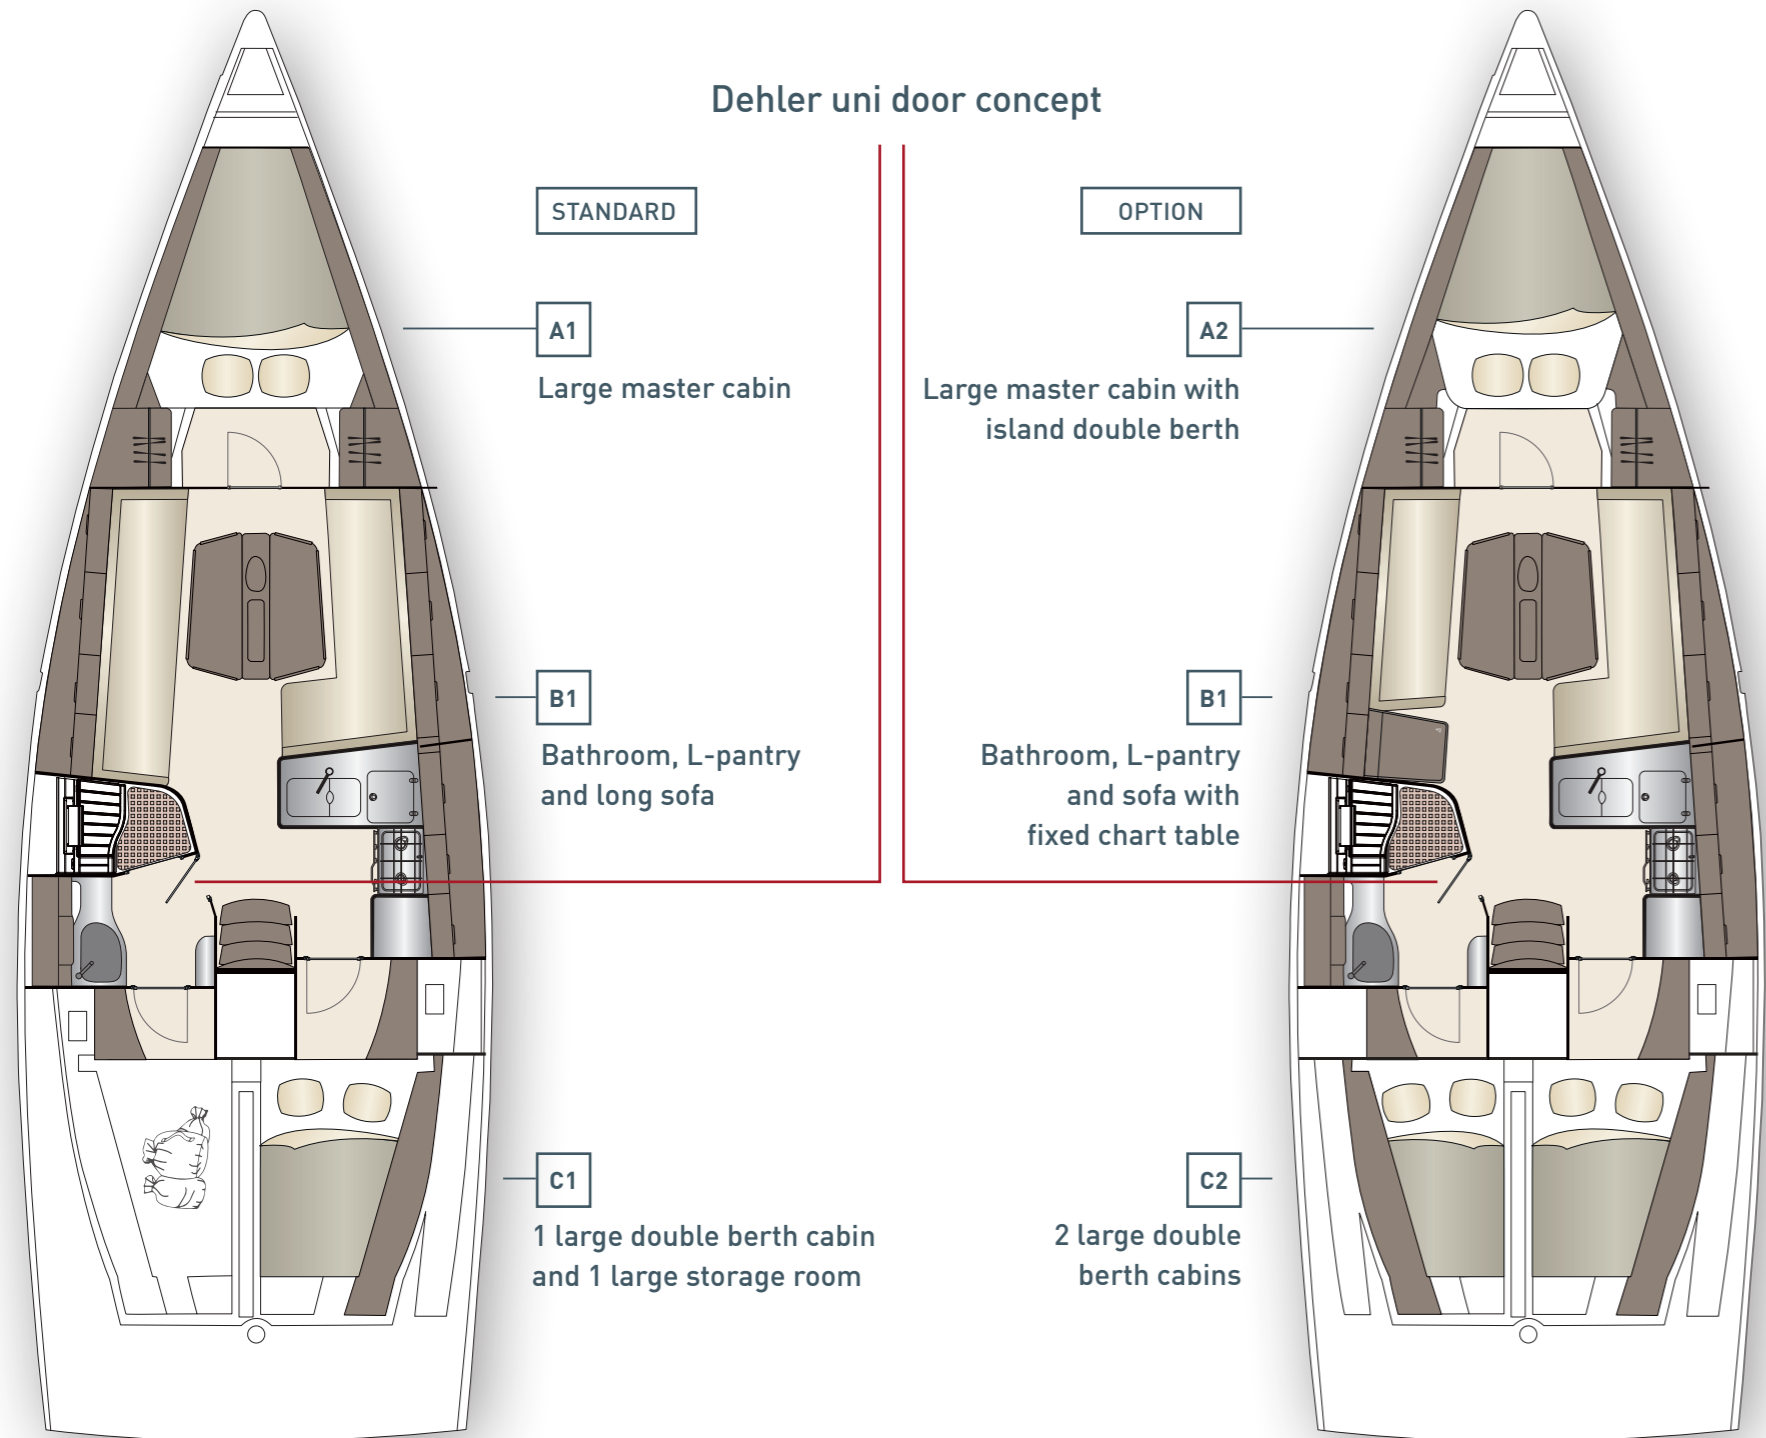 Dehler uni door concept
STANDARD
OPTION
A1
Large master cabin
A2
Large master cabin with
island double berth
B1
Bathroom, L-pantry
and long sofa
B1
Bathroom, L-pantry
and sofa with
fixed chart table
C1
1 large double berth cabin
and 1 large storage room
C2
2 large double
berth cabins